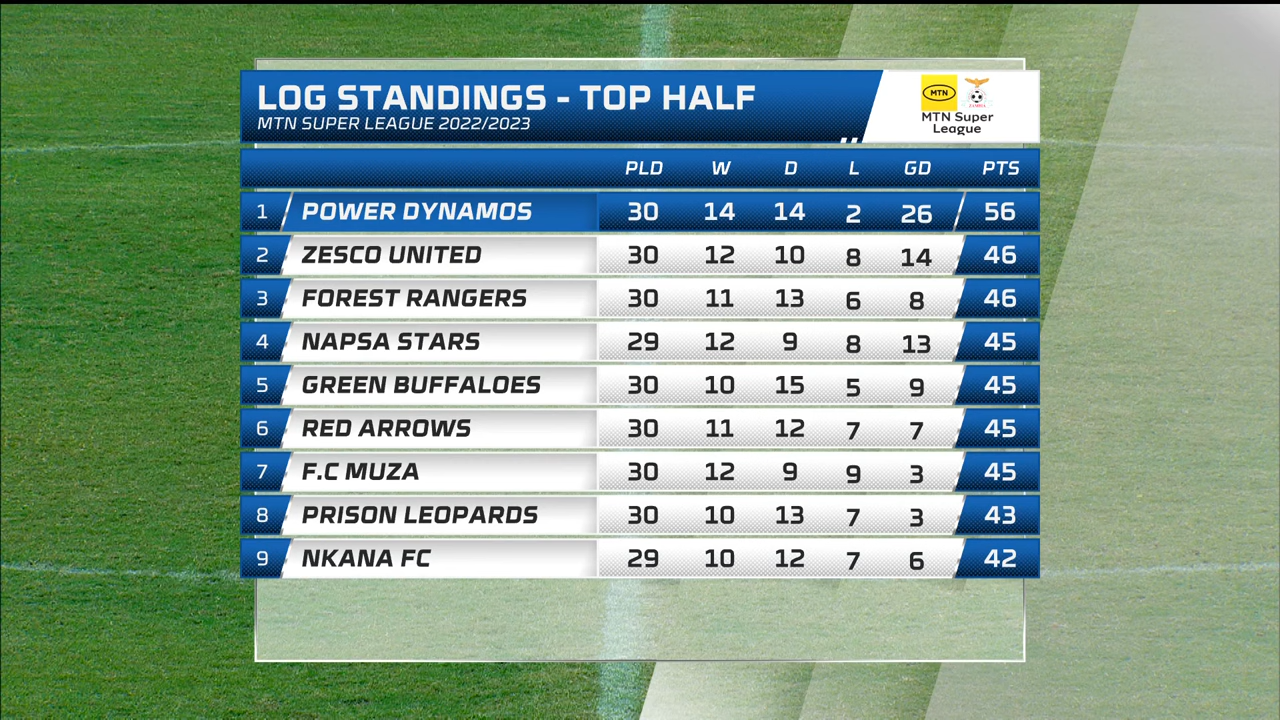 LOG STANDINGS - TOP HALF
MTN SUPER LEAGUE 2022/2023
MTN
ZAMBIA
MTN Super
League
PLD W D L GD PTS
1 POWER DYNAMOS 30 14 14 2 26 56
2 ZESCO UNITED 30 12 10 8 14 46
3 FOREST RANGERS 30 11 13 6 8 46
4 NAPSA STARS 29 12 9 8 13 45
5 GREEN BUFFALOES 30 10 15 5 9 45
6 RED ARROWS 30 11 12 7 7 45
7 F.C MUZA 30 12 9 9 3 45
8 PRISON LEOPARDS 30 10 13 7 3 43
9 NKANA FC 29 10 12 7 6 42